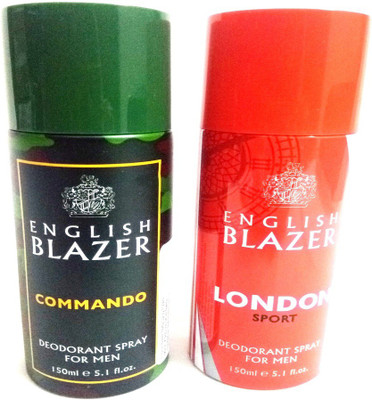 ENGLISH
BLAZER
COMMANDO
DEODORANT SPRAY
FOR MEN
150ml e 5.1 fl.oz.
ENGLISH
BLAZER
LONDON
SPORT
DEODORANT SPRAY
FOR MEN
150ml e 5.1 fl.oz.